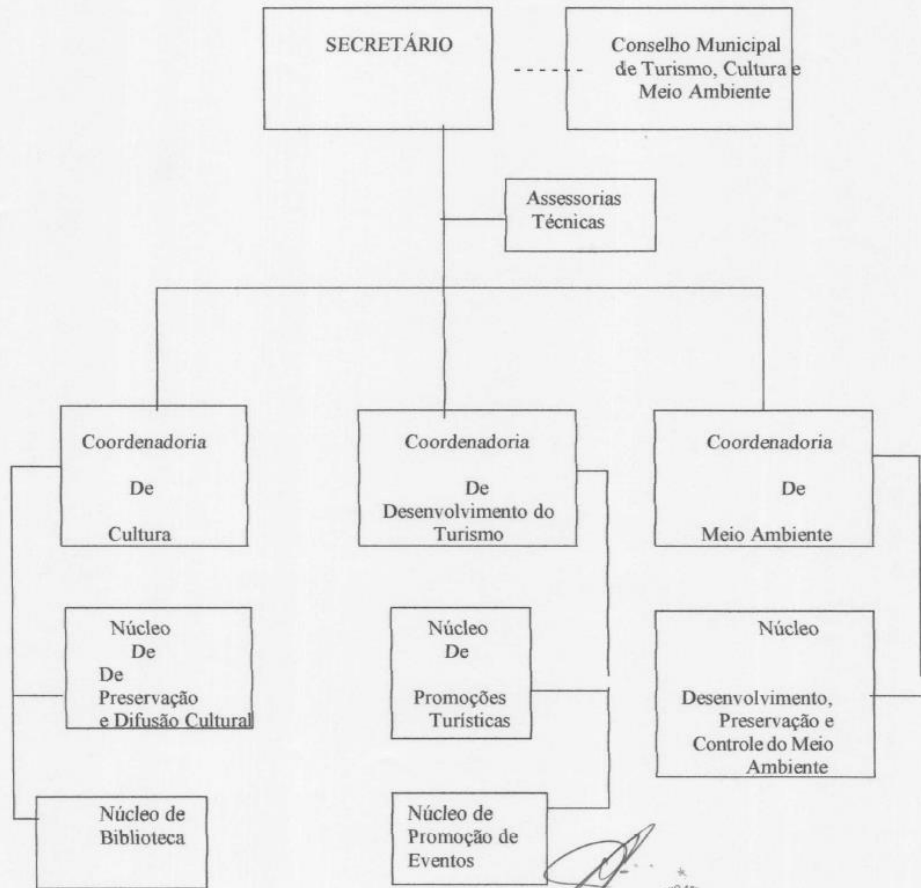 SECRETÁRIO
Conselho Municipal
de Turismo, Cultura e
Meio Ambiente
Assessorias
Técnicas
Coordenadoria
De
Cultura
Coordenadoria
De
Desenvolvimento do
Turismo
Coordenadoria
De
Meio Ambiente
Núcleo
De
De
Preservação
e Difusão Cultural
Núcleo
De
Promoções
Turísticas
Núcleo
Desenvolvimento,
Preservação e
Controle do Meio
Ambiente
Núcleo de
Biblioteca
Núcleo de
Promoção de
Eventos